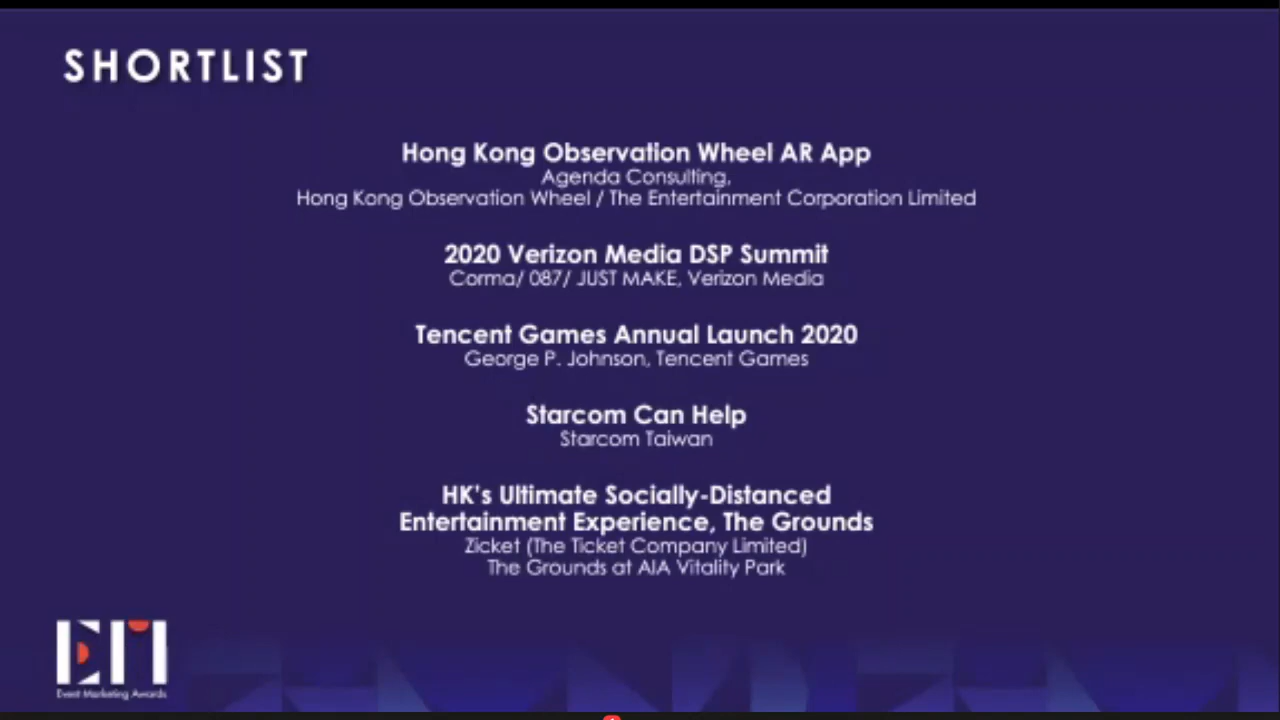 SHORTLIST
Hong Kong Observation Wheel AR App
Agenda Consulting,
Hong Kong Observation Wheel / The Entertainment Corporation Limited
2020 Verizon Media DSP Summit
Corma/ 087/ JUST MAKE, Verizon Media
Tencent Games Annual Launch 2020
George P. Johnson, Tencent Games
Starcom Can Help
Starcom Taiwan
HK's Ultimate Socially-Distanced
Entertainment Experience, The Grounds
Zicket (The Ticket Company Limited)
The Grounds at AIA Vitality Park
EM
Event Marketing Awards